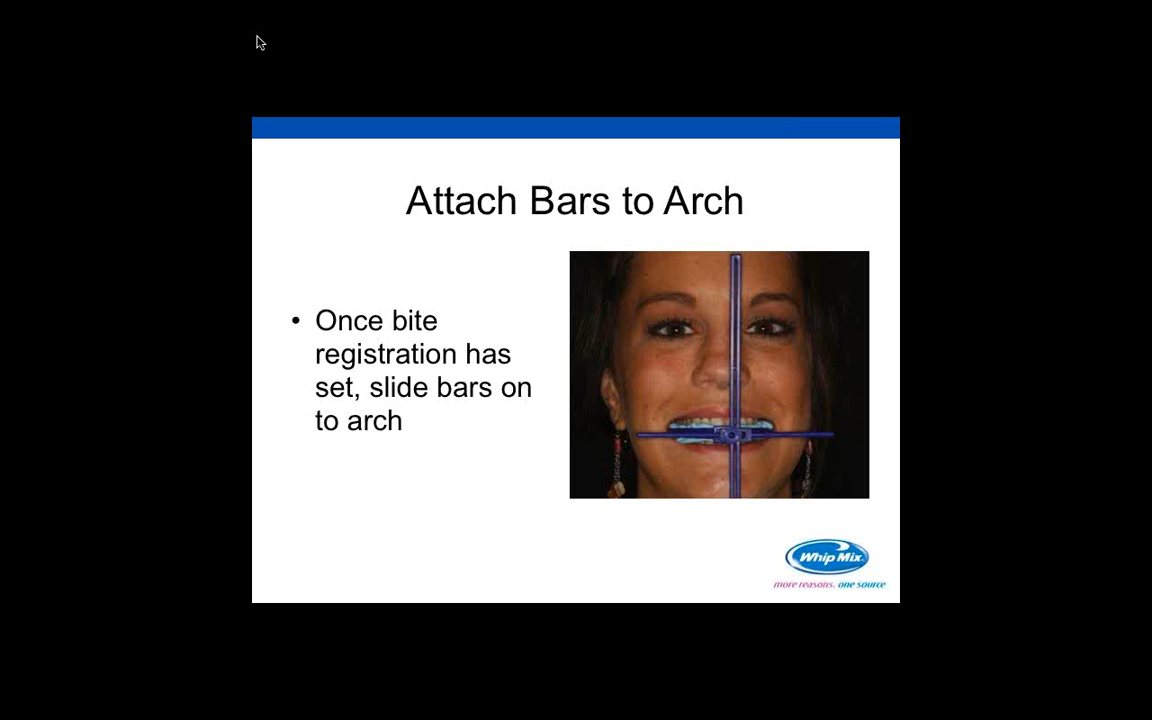 Attach Bars to Arch
• Once bite
registration has
set, slide bars on
to arch
Whip Mix
more reasons. one source